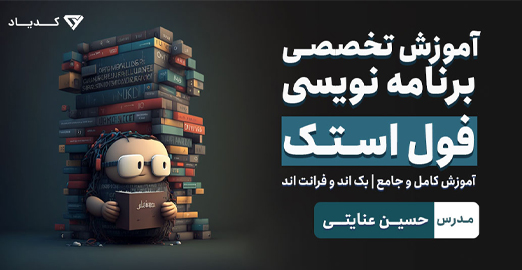 کدیاد
آموزش تخصصی
برنامه نویسی
فول استک
آموزش کامل و جامع | بک اند و فرانت اند
مدرس حسین عنایتی